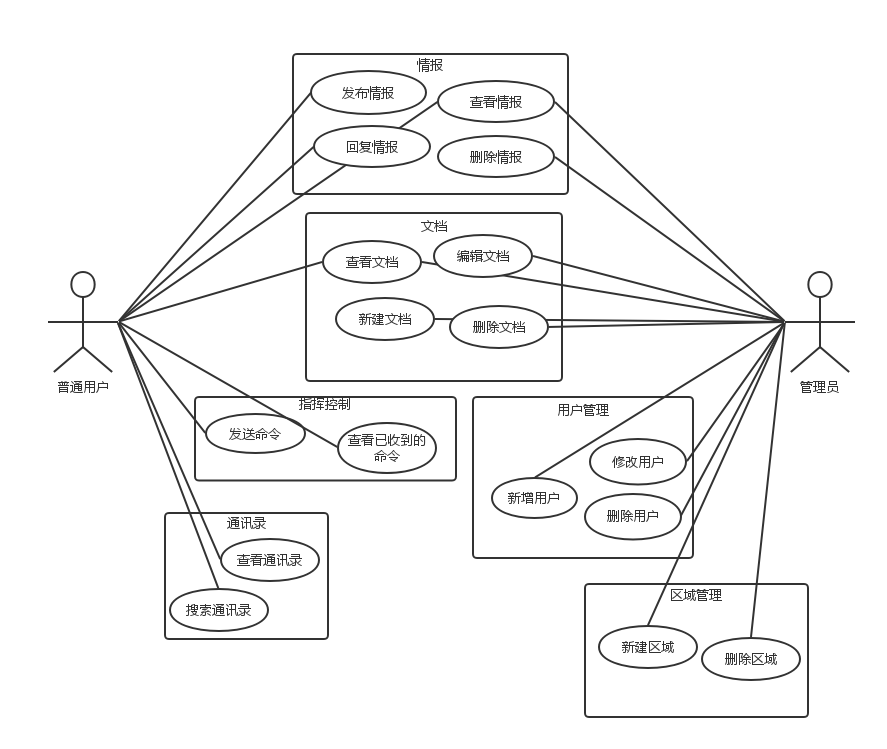 情报
发布情报
查看情报
回复情报
删除情报
文档
查看文档
编辑文档
新建文档
删除文档
普通用户
管理员
指挥控制
发送命令
查看已收到的
命令
用户管理
修改用户
新增用户
删除用户
通讯录
查看通讯录
搜索通讯录
区域管理
新建区域
删除区域